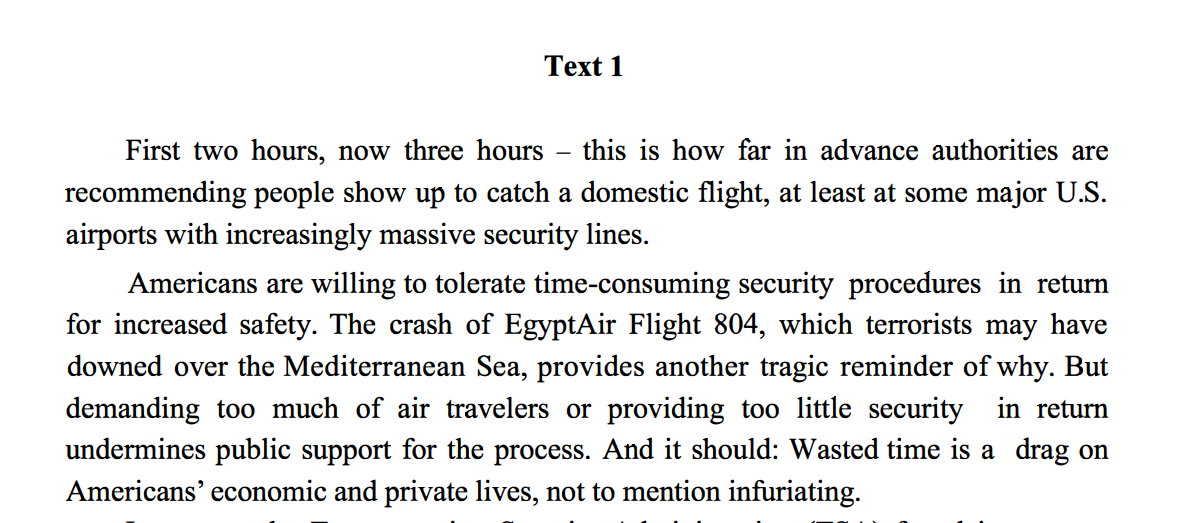 Text 1
First two hours, now three hours – this is how far in advance authorities are
recommending people show up to catch a domestic flight, at least at some major U.S.
airports with increasingly massive security lines.
Americans are willing to tolerate time-consuming security procedures in return
for increased safety. The crash of EgyptAir Flight 804, which terrorists may have
downed over the Mediterranean Sea, provides another tragic reminder of why. But
demanding too much of air travelers or providing too little security in return
undermines public support for the process. And it should: Wasted time is a drag on
Americans’ economic and private lives, not to mention infuriating.